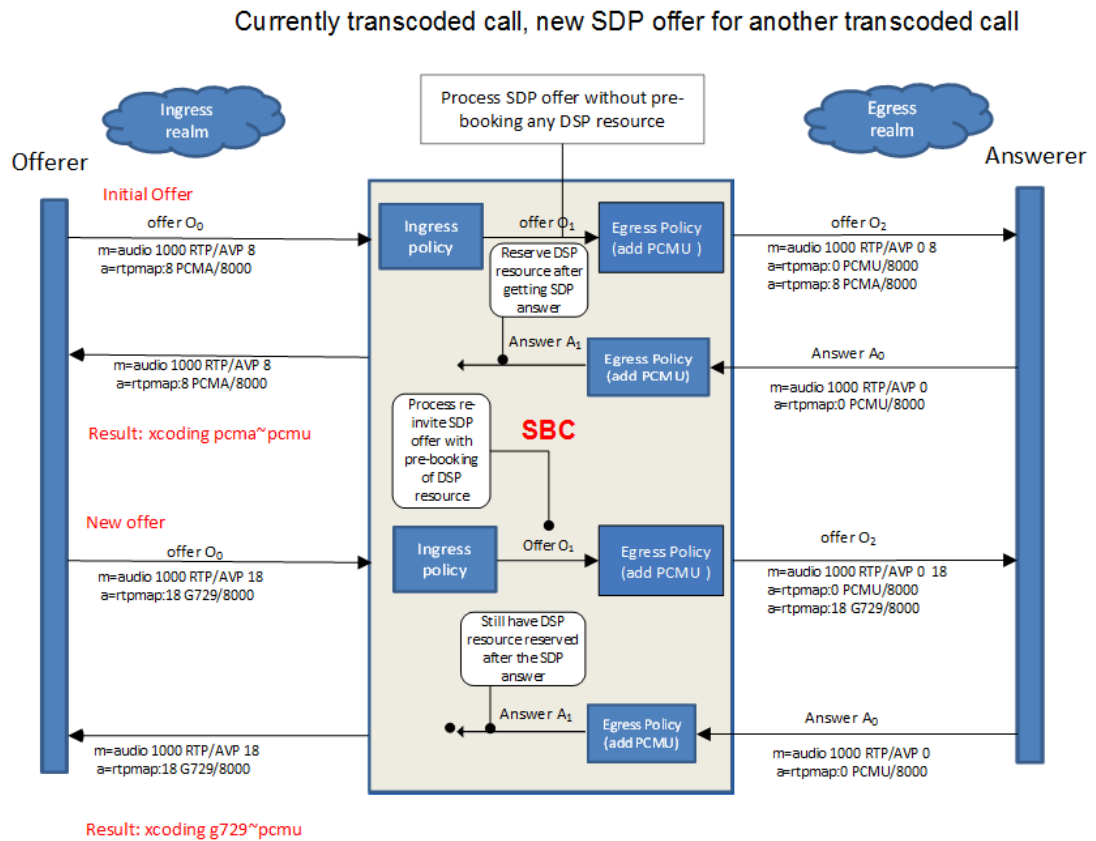 Currently transcoded call, new SDP offer for another transcoded call
Ingress
realm
Process SDP offer without pre-
booking any DSP resource
Egress
realm
Offerer
Answerer
Initial Offer
offer O₀
m=audio 1000 RTP/AVP 8
a=rtpmap:8 PCMA/8000
Ingress
policy
offer O₁
Egress Policy
(add PCMU )
offer O₂
m=audio 1000 RTP/AVP 0 8
a=rtpmap:0 PCMU/8000
a=rtpmap:8 PCMA/8000
Reserve DSP
resource after
getting SDP
answer
m=audio 1000 RTP/AVP 8
a=rtpmap:8 PCMA/8000
Answer A₁
Egress Policy
(add PCMU)
Answer A₀
m=audio 1000 RTP/AVP 0
a=rtpmap:0 PCMU/8000
Result: xcoding pcma~pcmu
Process re-
invite SDP
offer with
pre-booking
of DSP
resource
SBC
New offer
offer O₀
m=audio 1000 RTP/AVP 18
a=rtpmap:18 G729/8000
Ingress
policy
Offer O₁
Egress Policy
(add PCMU )
offer O₂
m=audio 1000 RTP/AVP 0 18
a=rtpmap:0 PCMU/8000
a=rtpmap:18 G729/8000
Still have DSP
resource reserved
after the SDP
answer
m=audio 1000 RTP/AVP 18
a=rtpmap:18 G729/8000
Answer A₁
Egress Policy
(add PCMU)
Answer A₀
m=audio 1000 RTP/AVP 0
a=rtpmap:0 PCMU/8000
Result: xcoding g729~pcmu